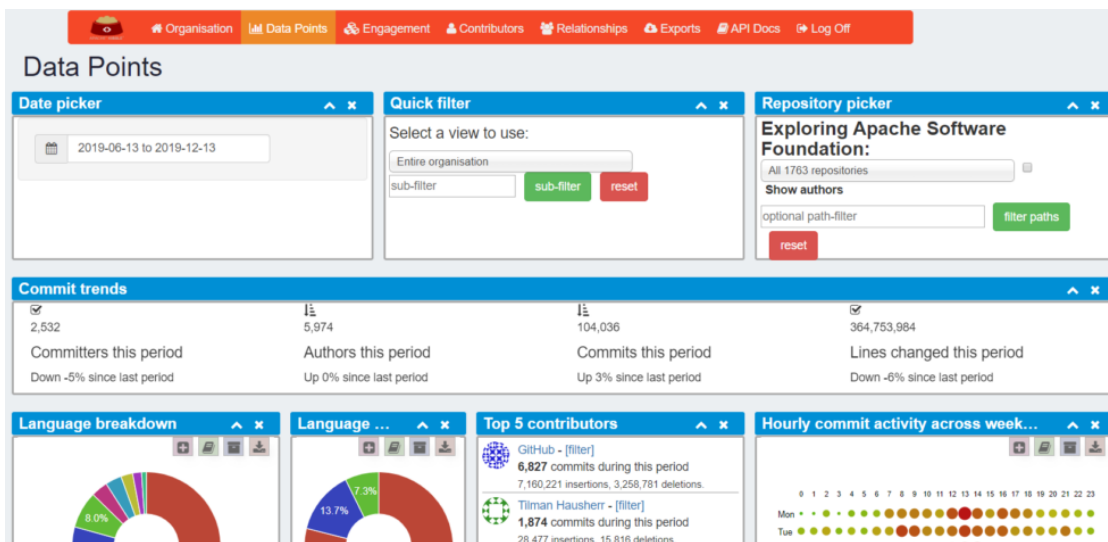 Organisation Data Points Engagement Contributors Relationships Exports API Docs Log Off
Data Points
Date picker
2019-06-13 to 2019-12-13
Quick filter
Select a view to use:
Entire organisation
sub-filter sub-filter reset
Repository picker
Exploring Apache Software
Foundation:
All 1763 repositories
Show authors
optional path-filter filter paths
reset
Commit trends
2,532
Committers this period
Down -5% since last period
5,974
Authors this period
Up 0% since last period
104,036
Commits this period
Up 3% since last period
364,753,984
Lines changed this period
Down -6% since last period
Language breakdown
8.0%
Language ...
13.7% 7.3%
Top 5 contributors
GitHub - [filter]
6,827 commits during this period
7,160,221 insertions, 3,258,781 deletions.
Tilman Hausherr - [filter]
1,874 commits during this period
28,477 insertions, 15,816 deletions.
Hourly commit activity across week...
0 1 2 3 4 5 6 7 8 9 10 11 12 13 14 15 16 17 18 19 20 21 22 23
Mon
Tue